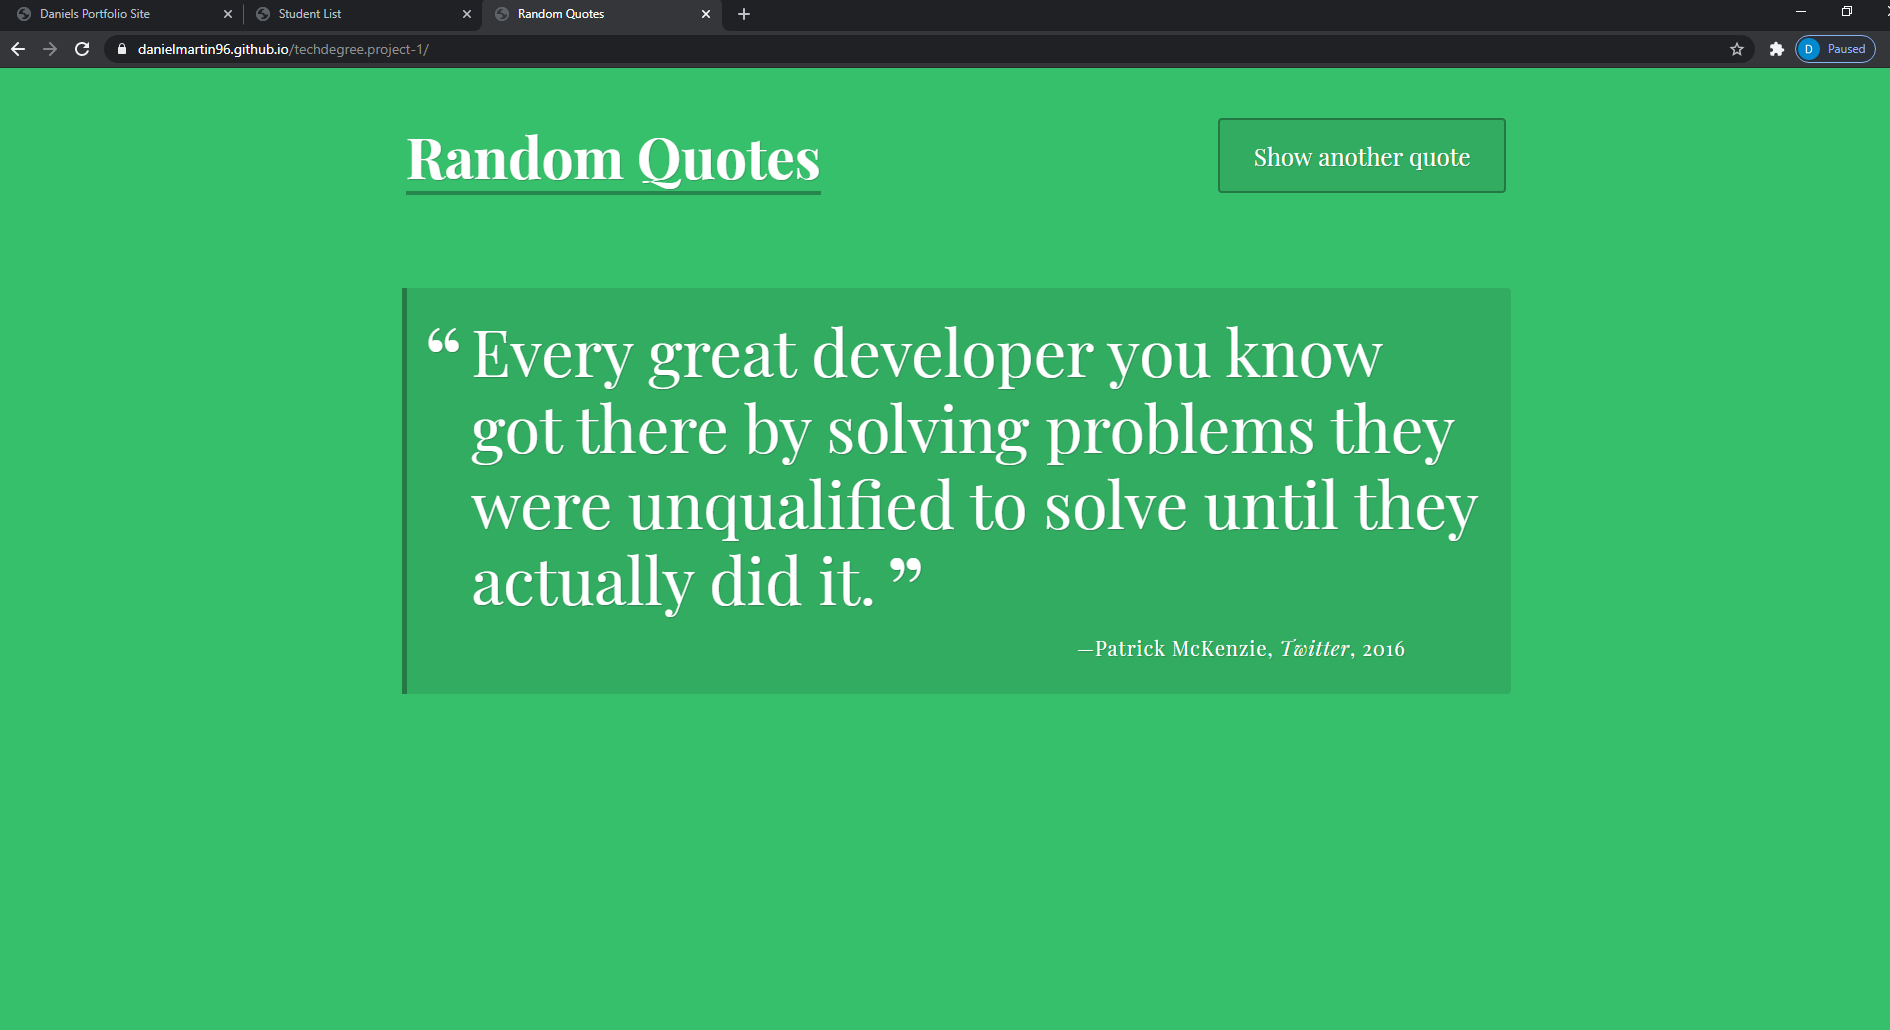 Daniels Portfolio Site
Student List
Random Quotes
danielmartin96.github.io/techdegree.project-1/
D
Paused
Random Quotes
Show another quote
“ Every great developer you know
got there by solving problems they
were unqualified to solve until they
actually did it. ”
—Patrick McKenzie, Twitter, 2016